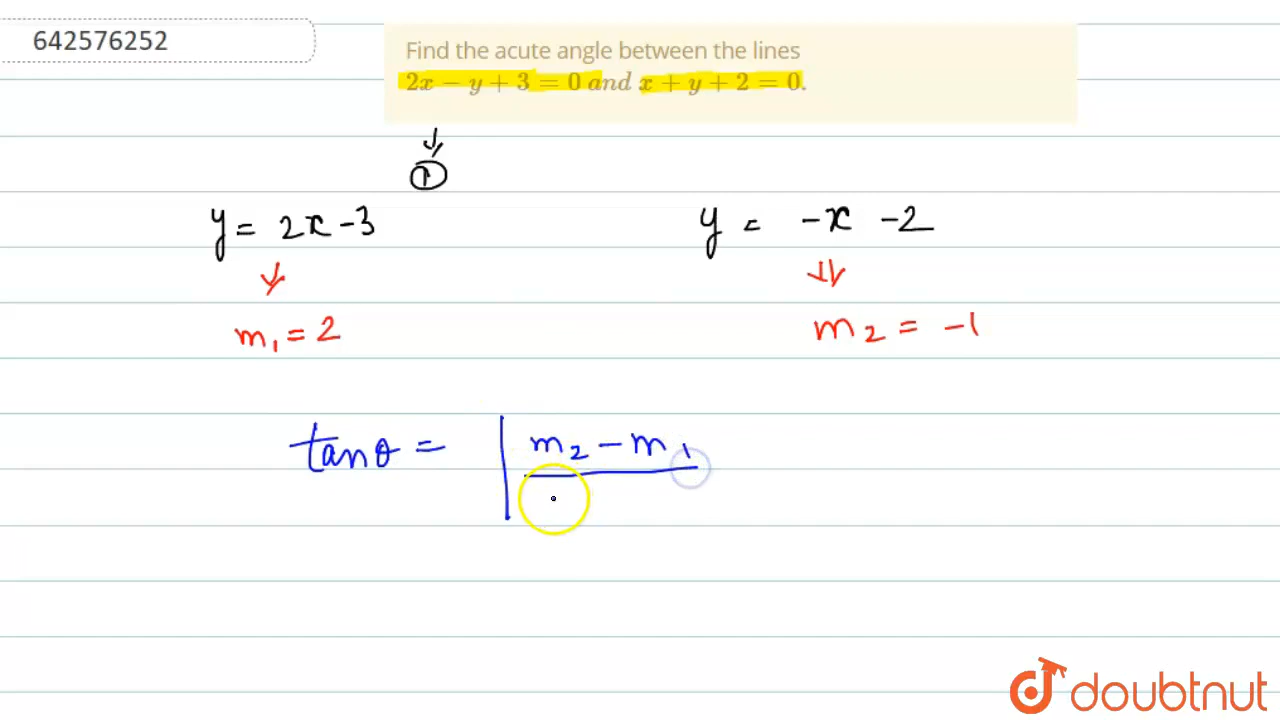 642576252
Find the acute angle between the lines
2x − y + 3 = 0 and x + y + 2 = 0.
↓
①
y = 2x - 3
y = -x - 2
m₁ = 2
m₂ = -1
tanθ = | m₂ - m₁
doubtnut